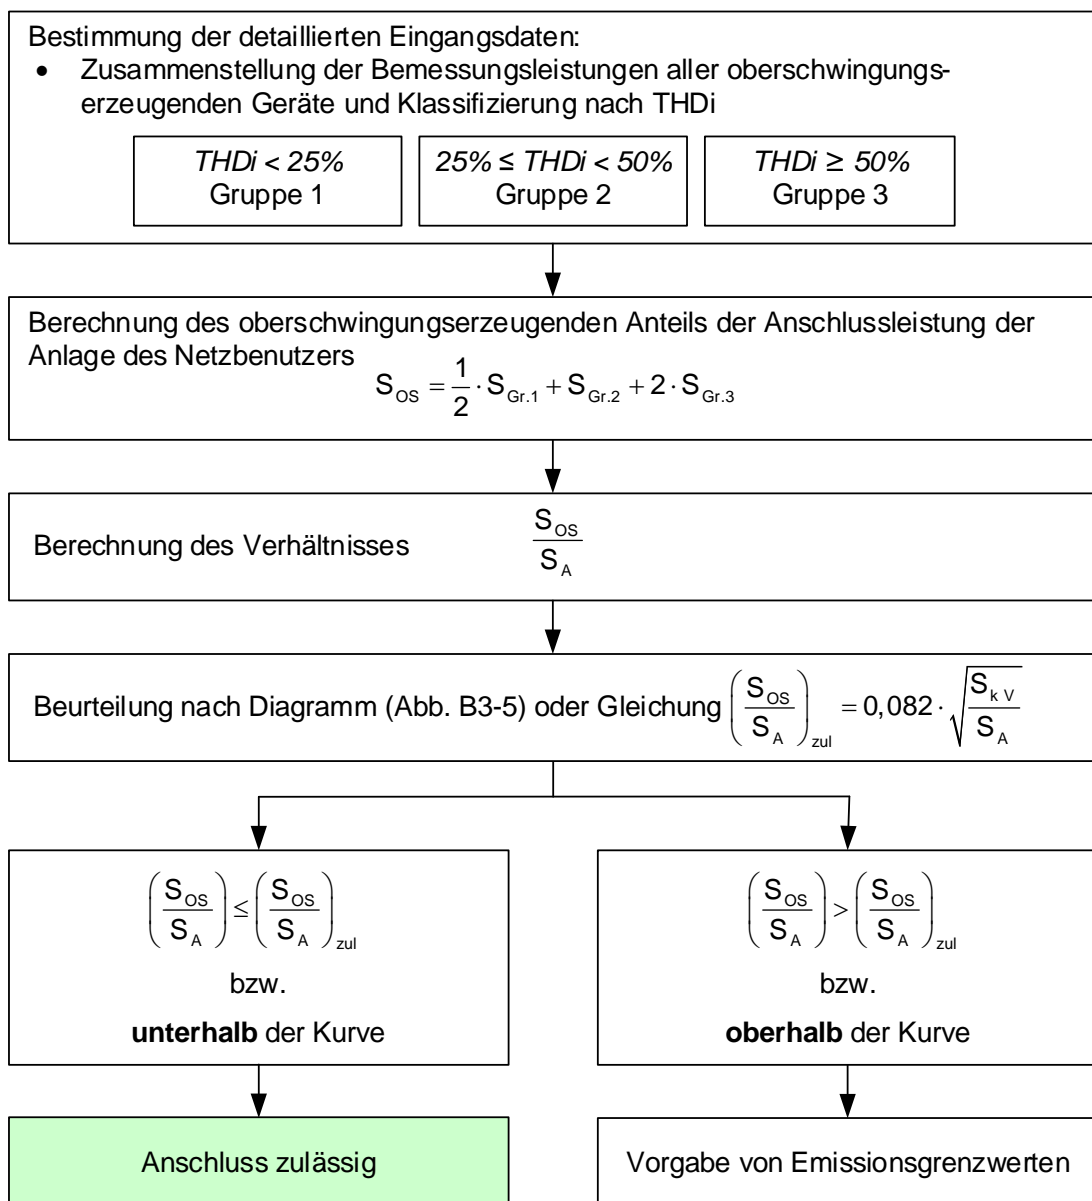 Bestimmung der detaillierten Eingangsdaten:
• Zusammenstellung der Bemessungsleistungen aller oberschwingungs-
erzeugenden Geräte und Klassifizierung nach THDi
THDi < 25%
Gruppe 1
25% ≤ THDi < 50%
Gruppe 2
THDi ≥ 50%
Gruppe 3
Berechnung des oberschwingungserzeugenden Anteils der Anschlussleistung der
Anlage des Netzbenutzers
S_OS = 1/2 · S_Gr.1 + S_Gr.2 + 2 · S_Gr.3
Berechnung des Verhältnisses S_OS/S_A
Beurteilung nach Diagramm (Abb. B3-5) oder Gleichung (S_OS/S_A)_zul = 0,082 · √(S_k V/S_A)
(S_OS/S_A) ≤ (S_OS/S_A)_zul
bzw.
unterhalb der Kurve
(S_OS/S_A) > (S_OS/S_A)_zul
bzw.
oberhalb der Kurve
Anschluss zulässig
Vorgabe von Emissionsgrenzwerten